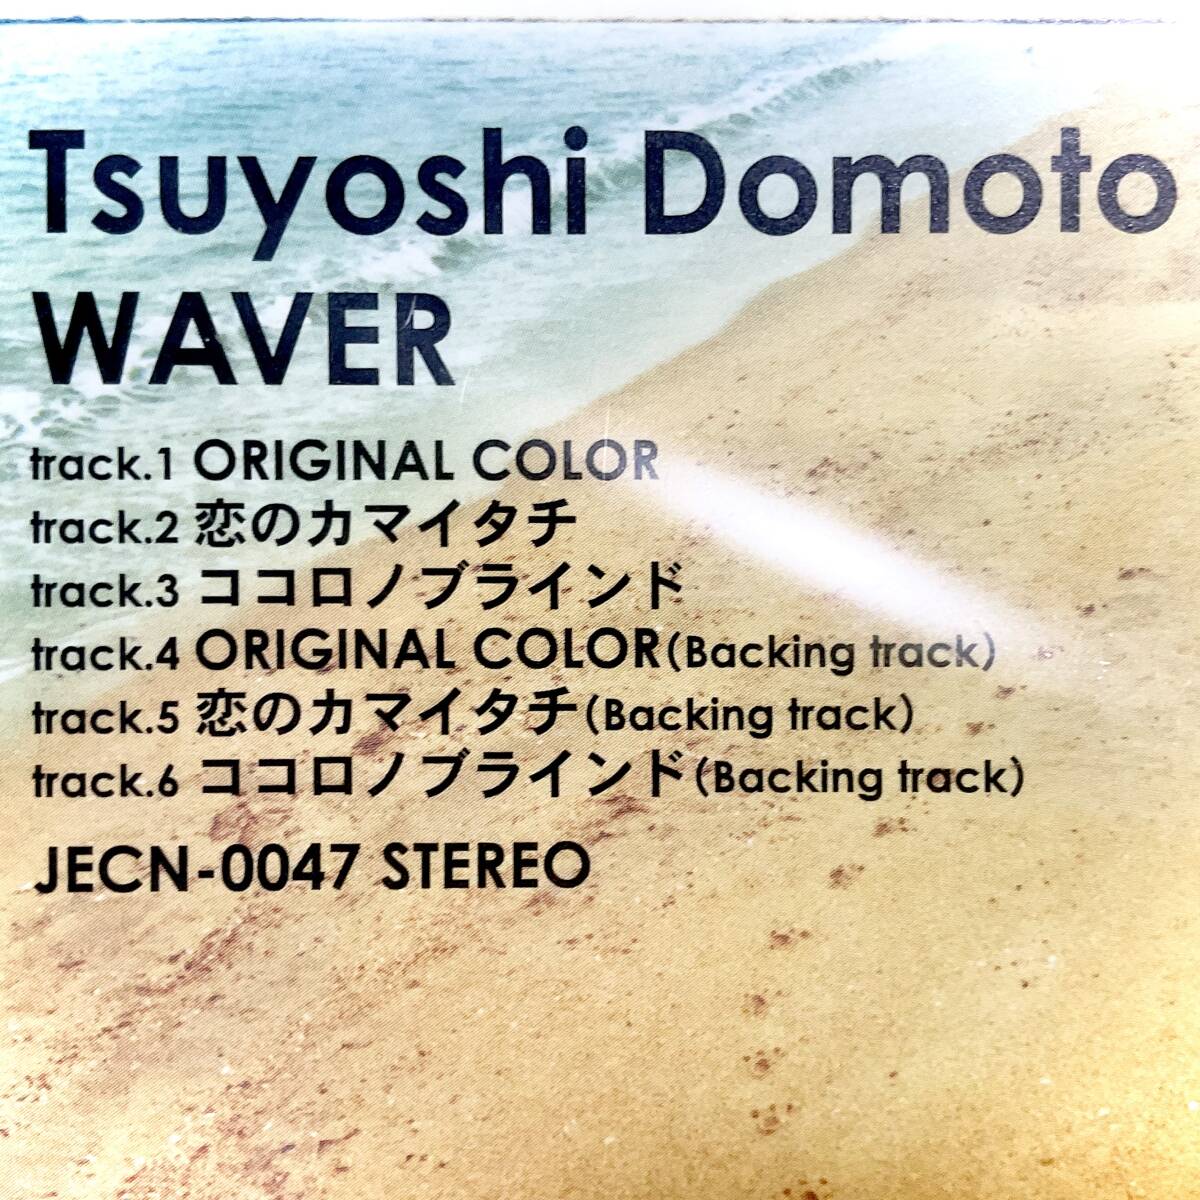 Tsuyoshi Domoto
WAVER
track.1 ORIGINAL COLOR
track.2 恋のカマイタチ
track.3 ココロノブラインド
track.4 ORIGINAL COLOR(Backing track)
track.5 恋のカマイタチ(Backing track)
track.6 ココロノブラインド(Backing track)
JECN-0047 STEREO